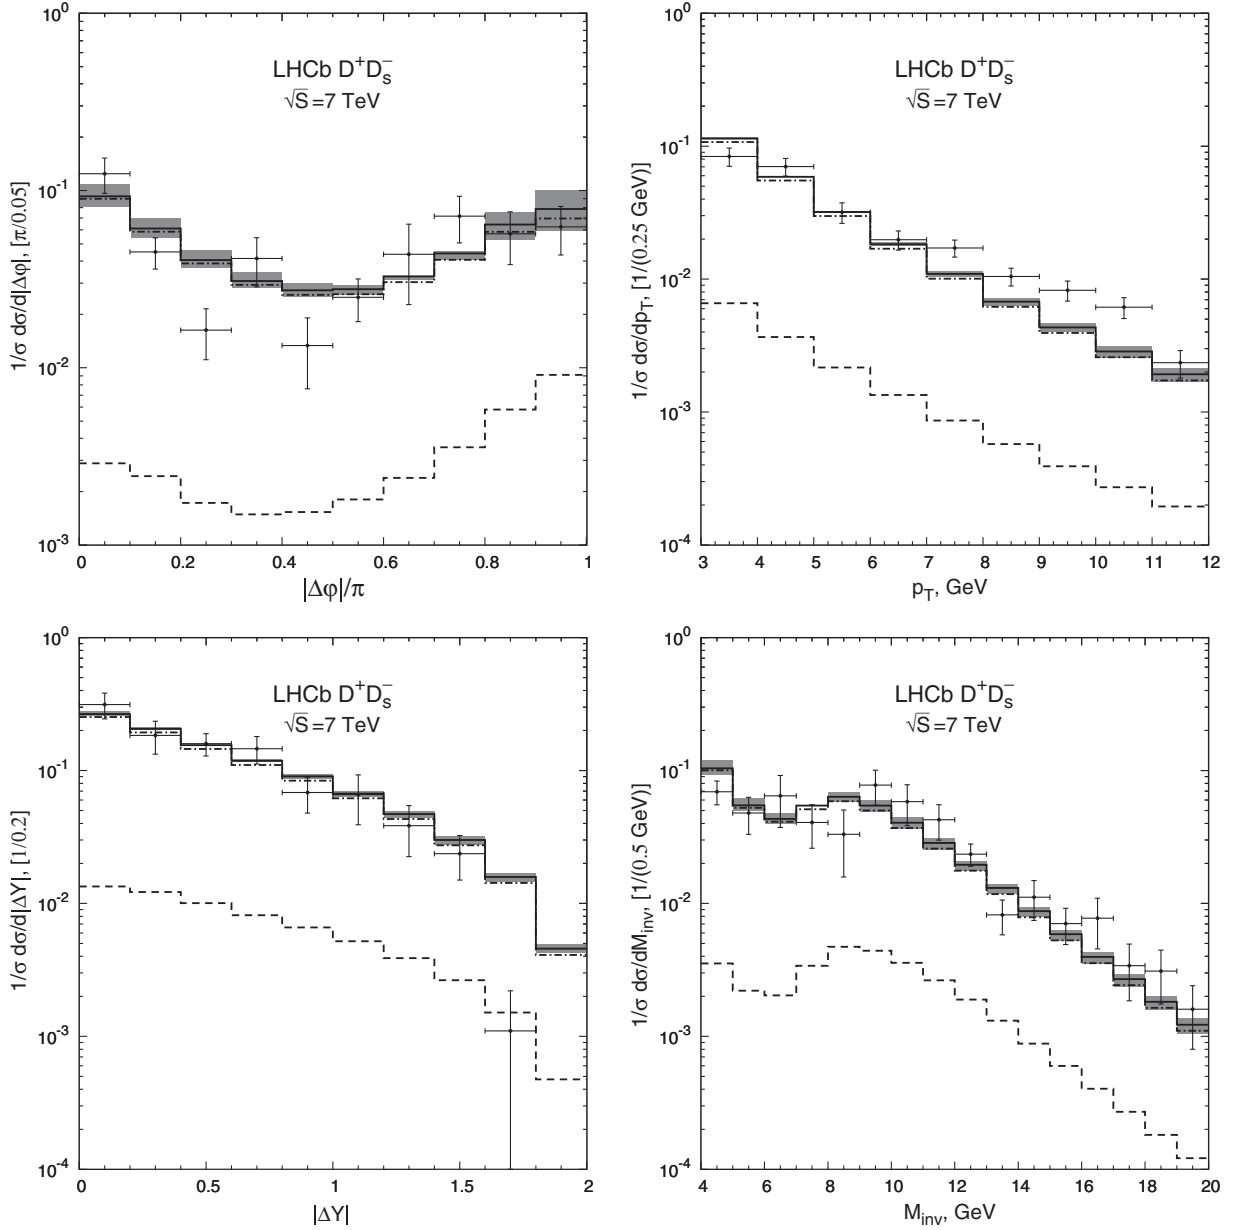 10⁰
10⁻¹
10⁻²
10⁻³
1/σ dσ/d|Δφ|, [π/0.05]
LHCb D⁺Dₛ⁻
√S=7 TeV
0 0.2 0.4 0.6 0.8 1
|Δφ|/π
10⁰
10⁻¹
10⁻²
10⁻³
10⁻⁴
1/σ dσ/dp_T, [1/(0.25 GeV)]
LHCb D⁺Dₛ⁻
√S=7 TeV
3 4 5 6 7 8 9 10 11 12
p_T, GeV
10⁰
10⁻¹
10⁻²
10⁻³
10⁻⁴
1/σ dσ/d|ΔY|, [1/0.2]
LHCb D⁺Dₛ⁻
√S=7 TeV
0 0.5 1 1.5 2
|ΔY|
10⁰
10⁻¹
10⁻²
10⁻³
10⁻⁴
1/σ dσ/dM_inv, [1/(0.5 GeV)]
LHCb D⁺Dₛ⁻
√S=7 TeV
4 6 8 10 12 14 16 18 20
M_inv, GeV